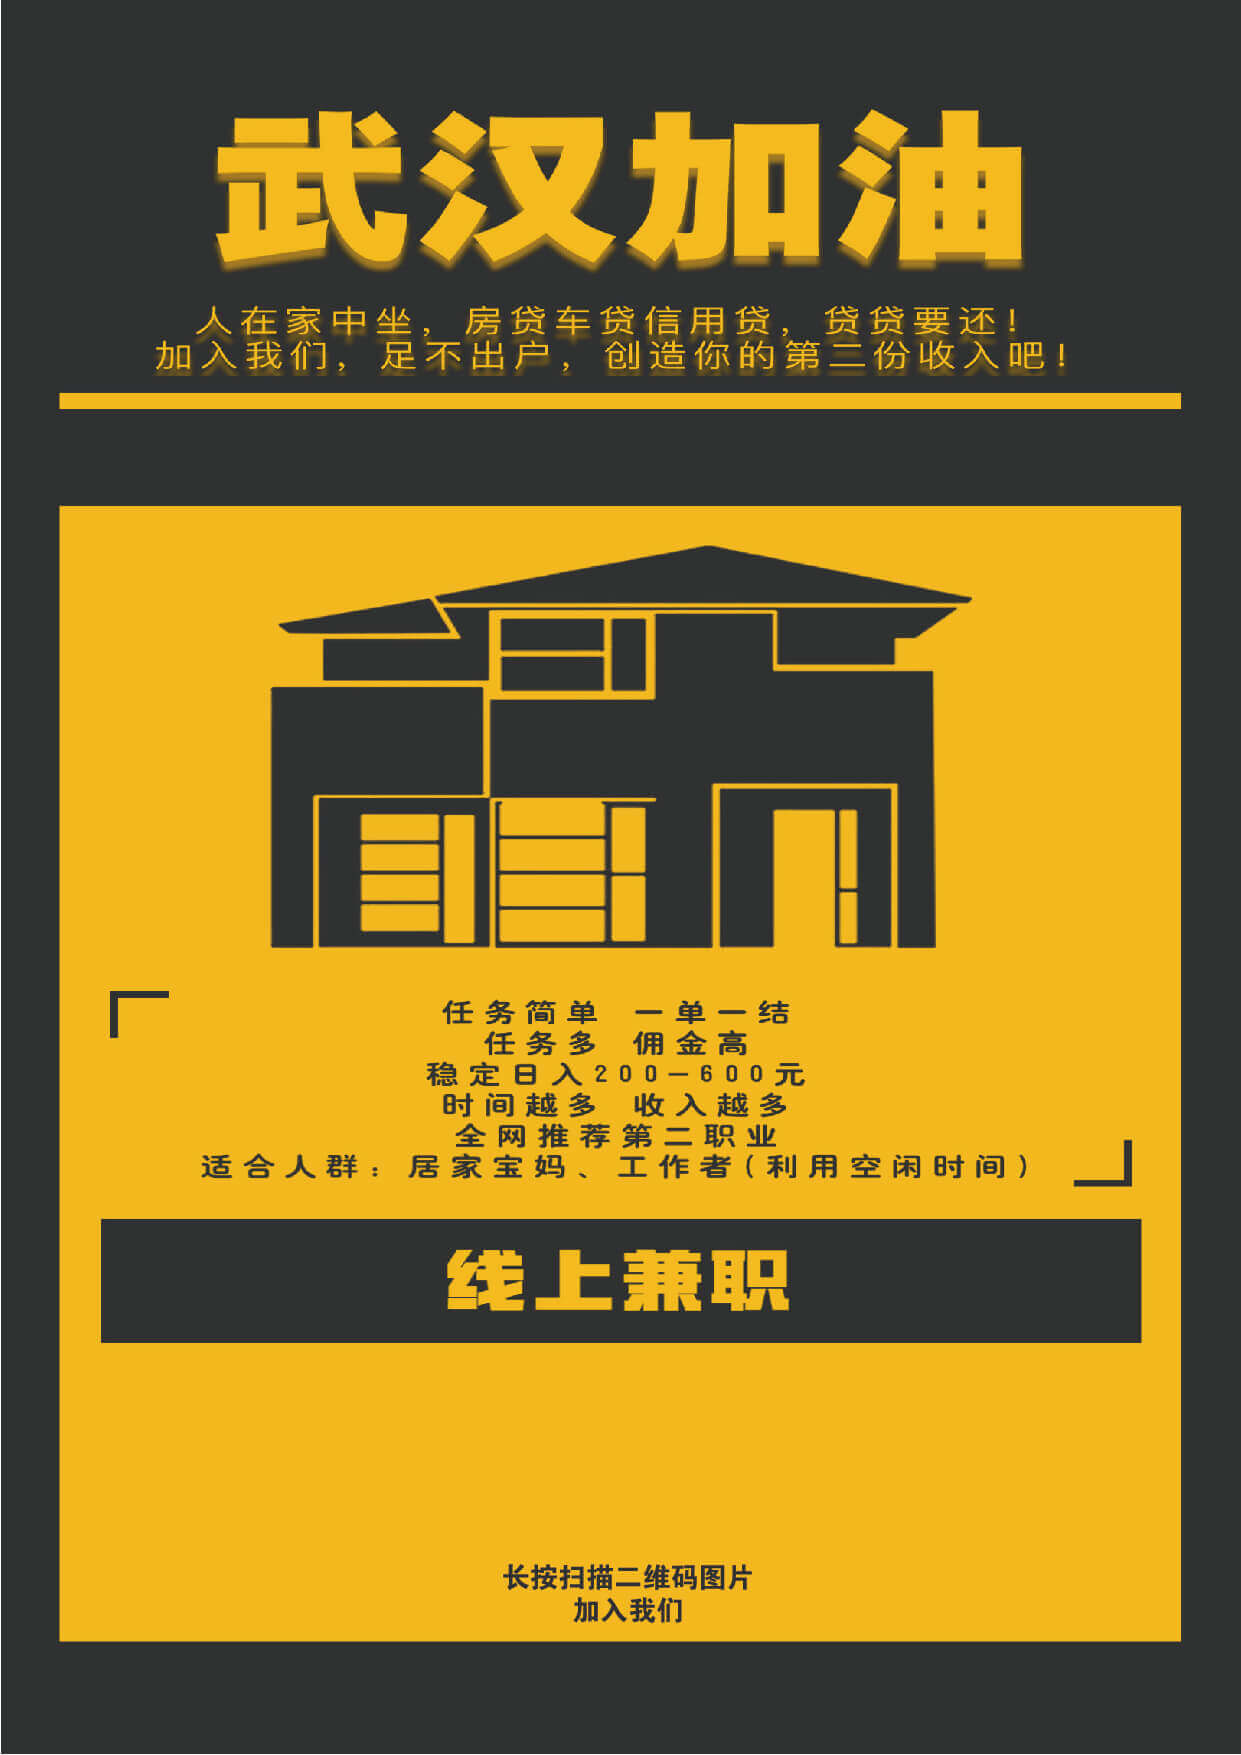 武汉加油
人在家中坐，房贷车贷信用贷，贷贷要还！
加入我们，足不出户，创造你的第二份收入吧！
任务简单 一单一结
任务多 佣金高
稳定日入200—600元
时间越多 收入越多
全网推荐第二职业
适合人群：居家宝妈、工作者(利用空闲时间)
线上兼职
长按扫描二维码图片
加入我们